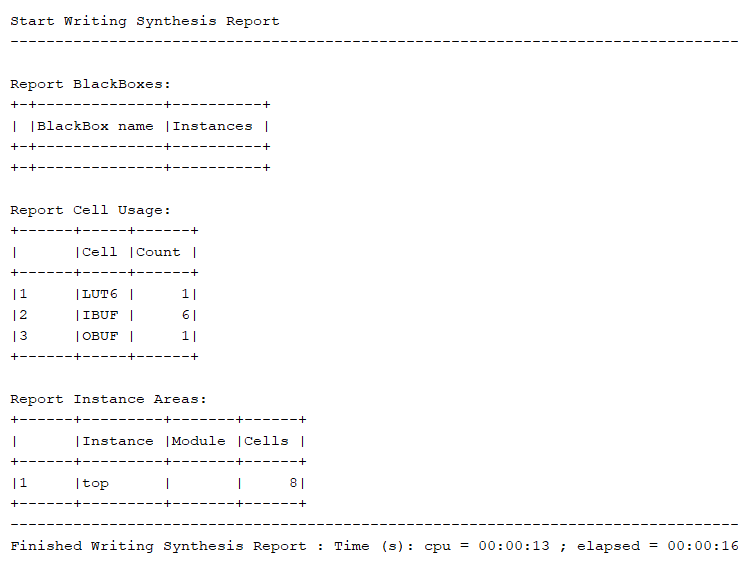 Start Writing Synthesis Report
---------------------------------------------------------------------------------
Report BlackBoxes:
+-+--------------+----------+
| |BlackBox name |Instances |
+-+--------------+----------+
+-+--------------+----------+
Report Cell Usage:
+------+-----+------+
|      |Cell |Count |
+------+-----+------+
|1     |LUT6 |     1|
|2     |IBUF |     6|
|3     |OBUF |     1|
+------+-----+------+
Report Instance Areas:
+------+---------+-------+------+
|      |Instance |Module |Cells |
+------+---------+-------+------+
|1     |top      |       |     8|
+------+---------+-------+------+
---------------------------------------------------------------------------------
Finished Writing Synthesis Report : Time (s): cpu = 00:00:13 ; elapsed = 00:00:16